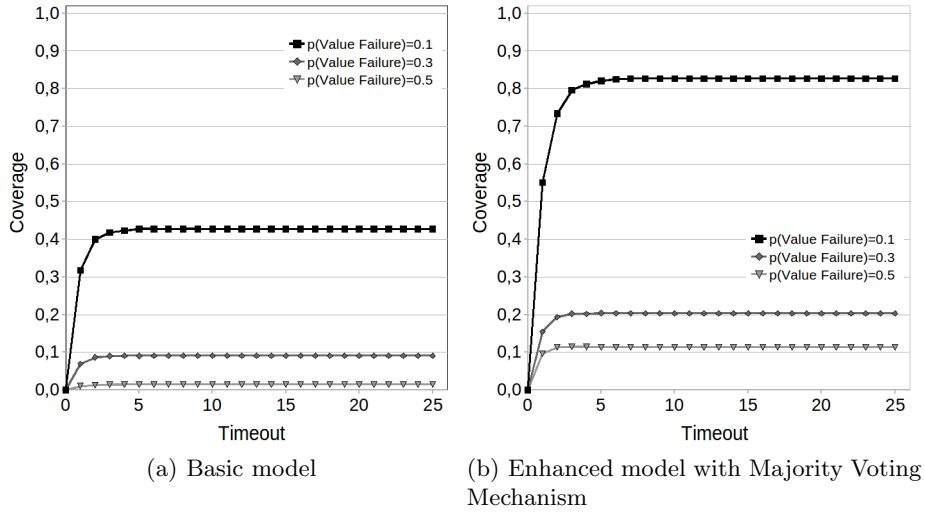 1,0
0,9
0,8
0,7
0,6
0,5
0,4
0,3
0,2
0,1
0,0
Coverage
p(Value Failure)=0.1
p(Value Failure)=0.3
p(Value Failure)=0.5
0 5 10 15 20 25
Timeout
(a) Basic model
1,0
0,9
0,8
0,7
0,6
0,5
0,4
0,3
0,2
0,1
0,0
Coverage
p(Value Failure)=0.1
p(Value Failure)=0.3
p(Value Failure)=0.5
0 5 10 15 20 25
Timeout
(b) Enhanced model with Majority Voting
Mechanism